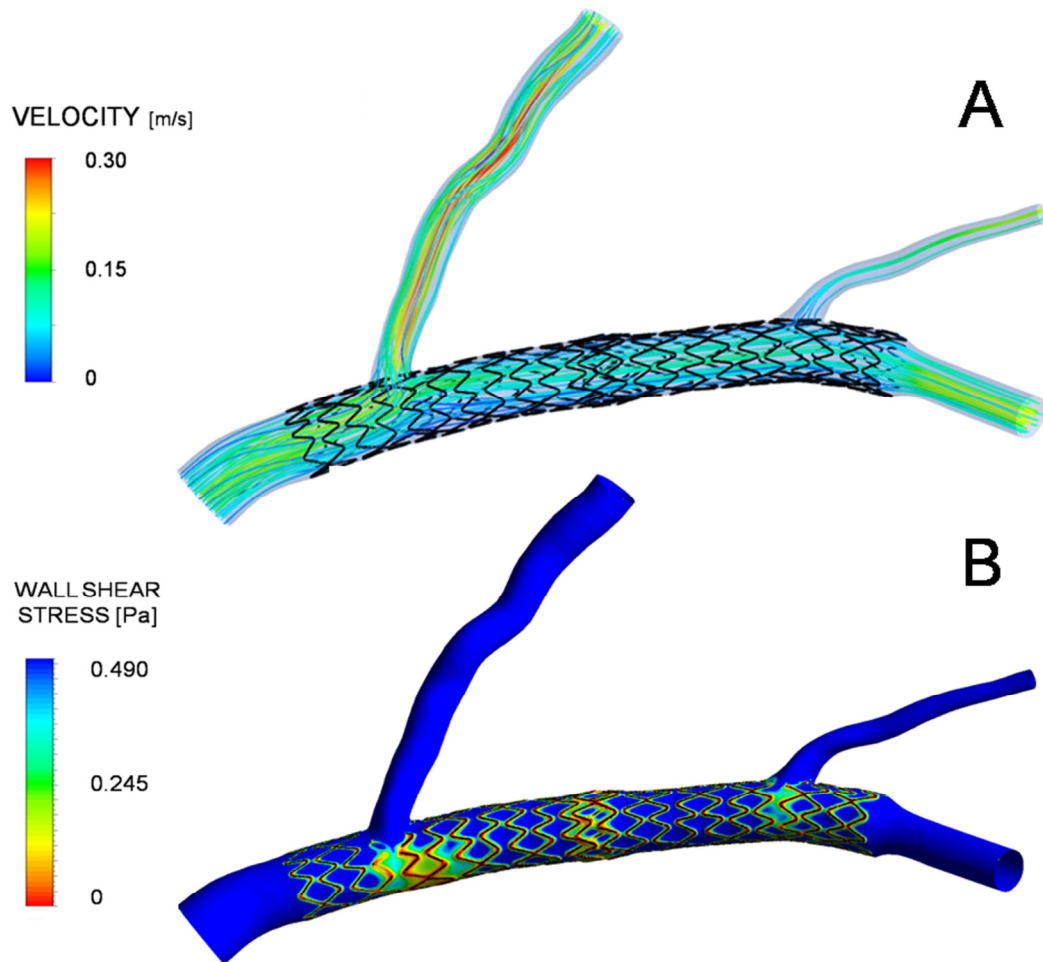 A
VELOCITY [m/s]
0.30
0.15
0
B
WALL SHEAR
STRESS [Pa]
0.490
0.245
0